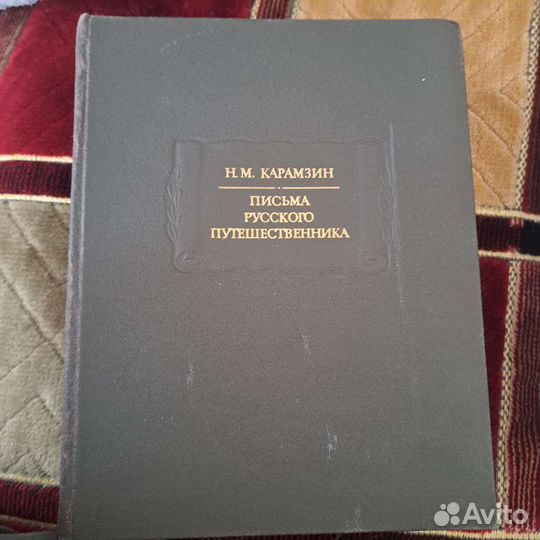 Н. М. КАРАМЗИН
ПИСЬМА
РУССКОГО
ПУТЕШЕСТВЕННИКА
Avito